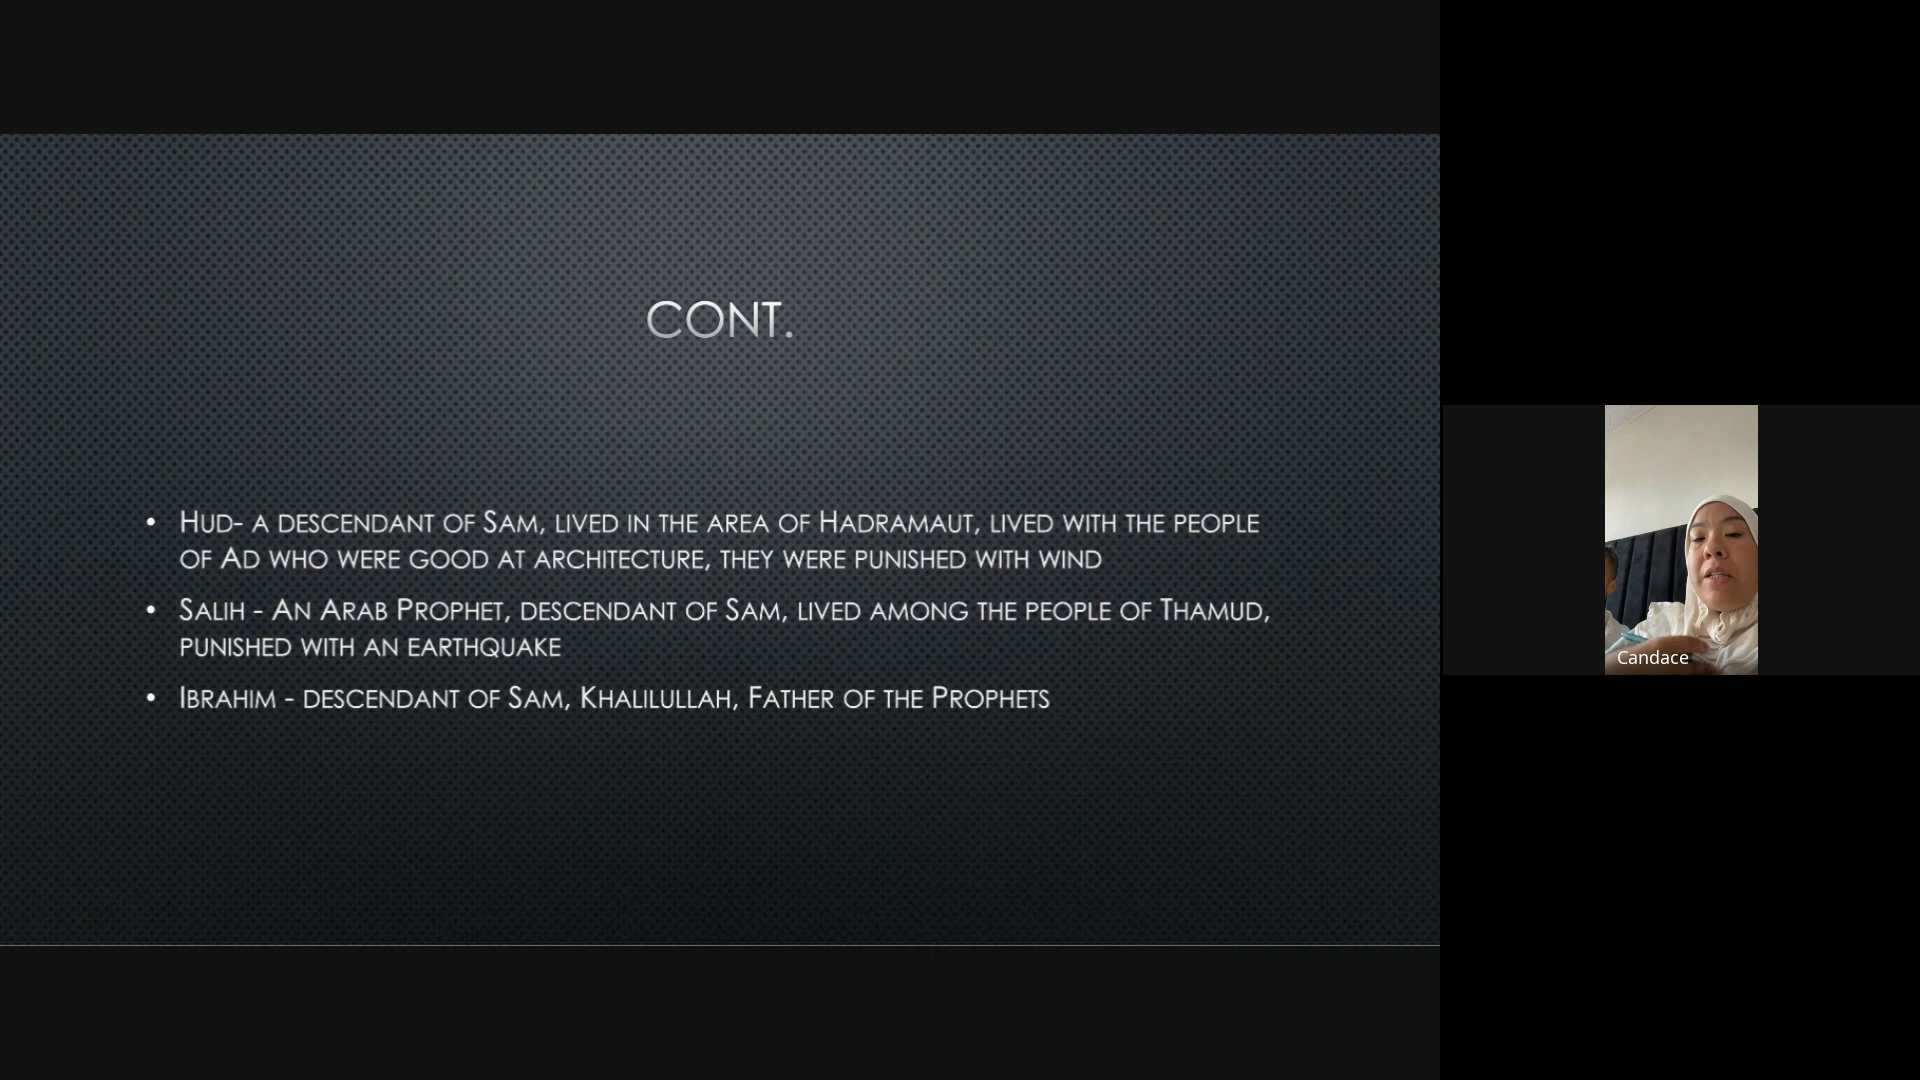 CONT.
• HUD- A DESCENDANT OF SAM, LIVED IN THE AREA OF HADRAMAUT, LIVED WITH THE PEOPLE
OF AD WHO WERE GOOD AT ARCHITECTURE, THEY WERE PUNISHED WITH WIND
• SALIH - AN ARAB PROPHET, DESCENDANT OF SAM, LIVED AMONG THE PEOPLE OF THAMUD,
PUNISHED WITH AN EARTHQUAKE
• IBRAHIM - DESCENDANT OF SAM, KHALILULLAH, FATHER OF THE PROPHETS
Candace